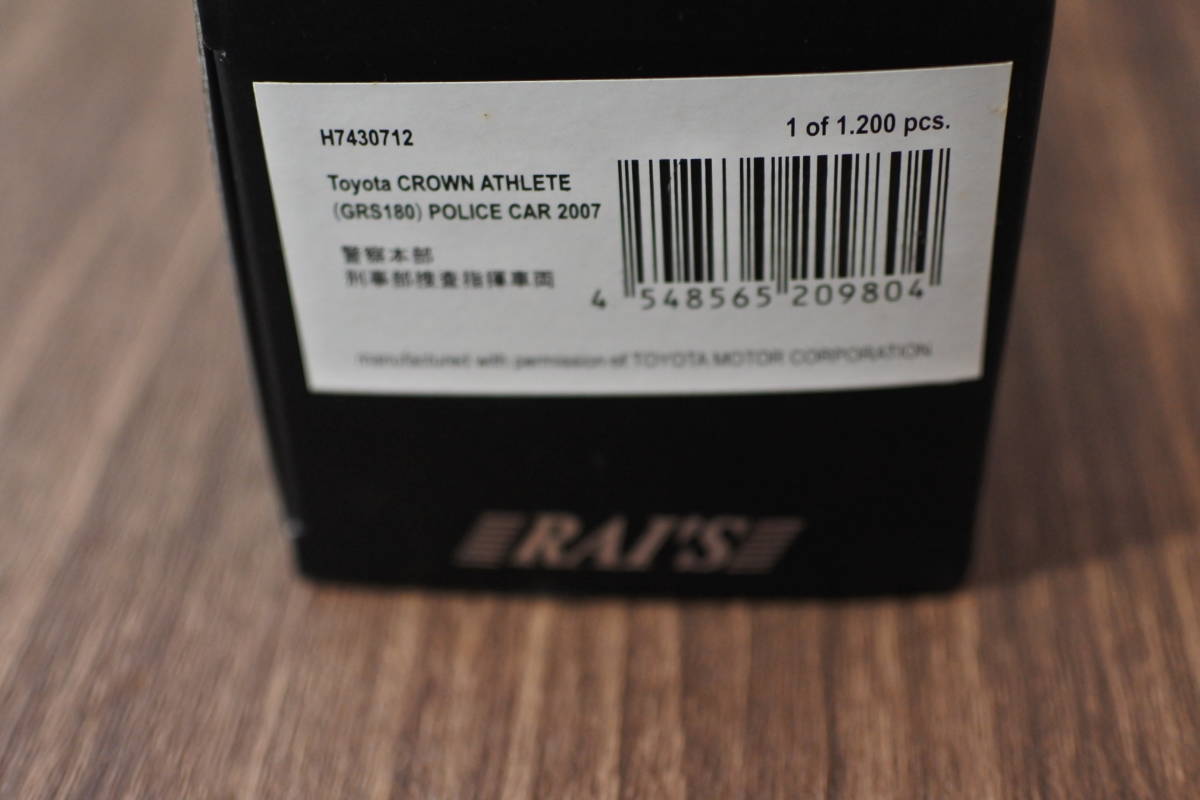 H7430712
1 of 1.200 pcs.
Toyota CROWN ATHLETE
(GRS180) POLICE CAR 2007
警察本部
刑事部捜査指揮車両
4 548565 209804
manufactured with permission of TOYOTA MOTOR CORPORATION
RAI'S